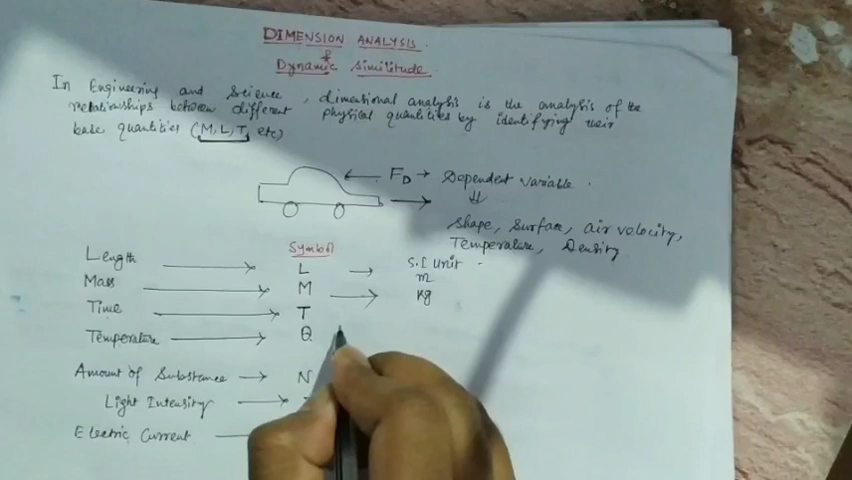 DIMENSION ANALYSIS.
&
Dynamic Similitude.
In Engineering and Science, dimensional analysis is the analysis of the
relationships between different physical quantities by identifying their
base quantities (M, L, T, etc)
F_D → Dependent variable.
⇓
shape, Surface, air velocity,
Temperature, Density
Symbol
S.I Unit
Length → L → m
Mass → M → kg
Time → T
Temperature → θ
Amount of Substance → N
Light Intensity →
Electric Current